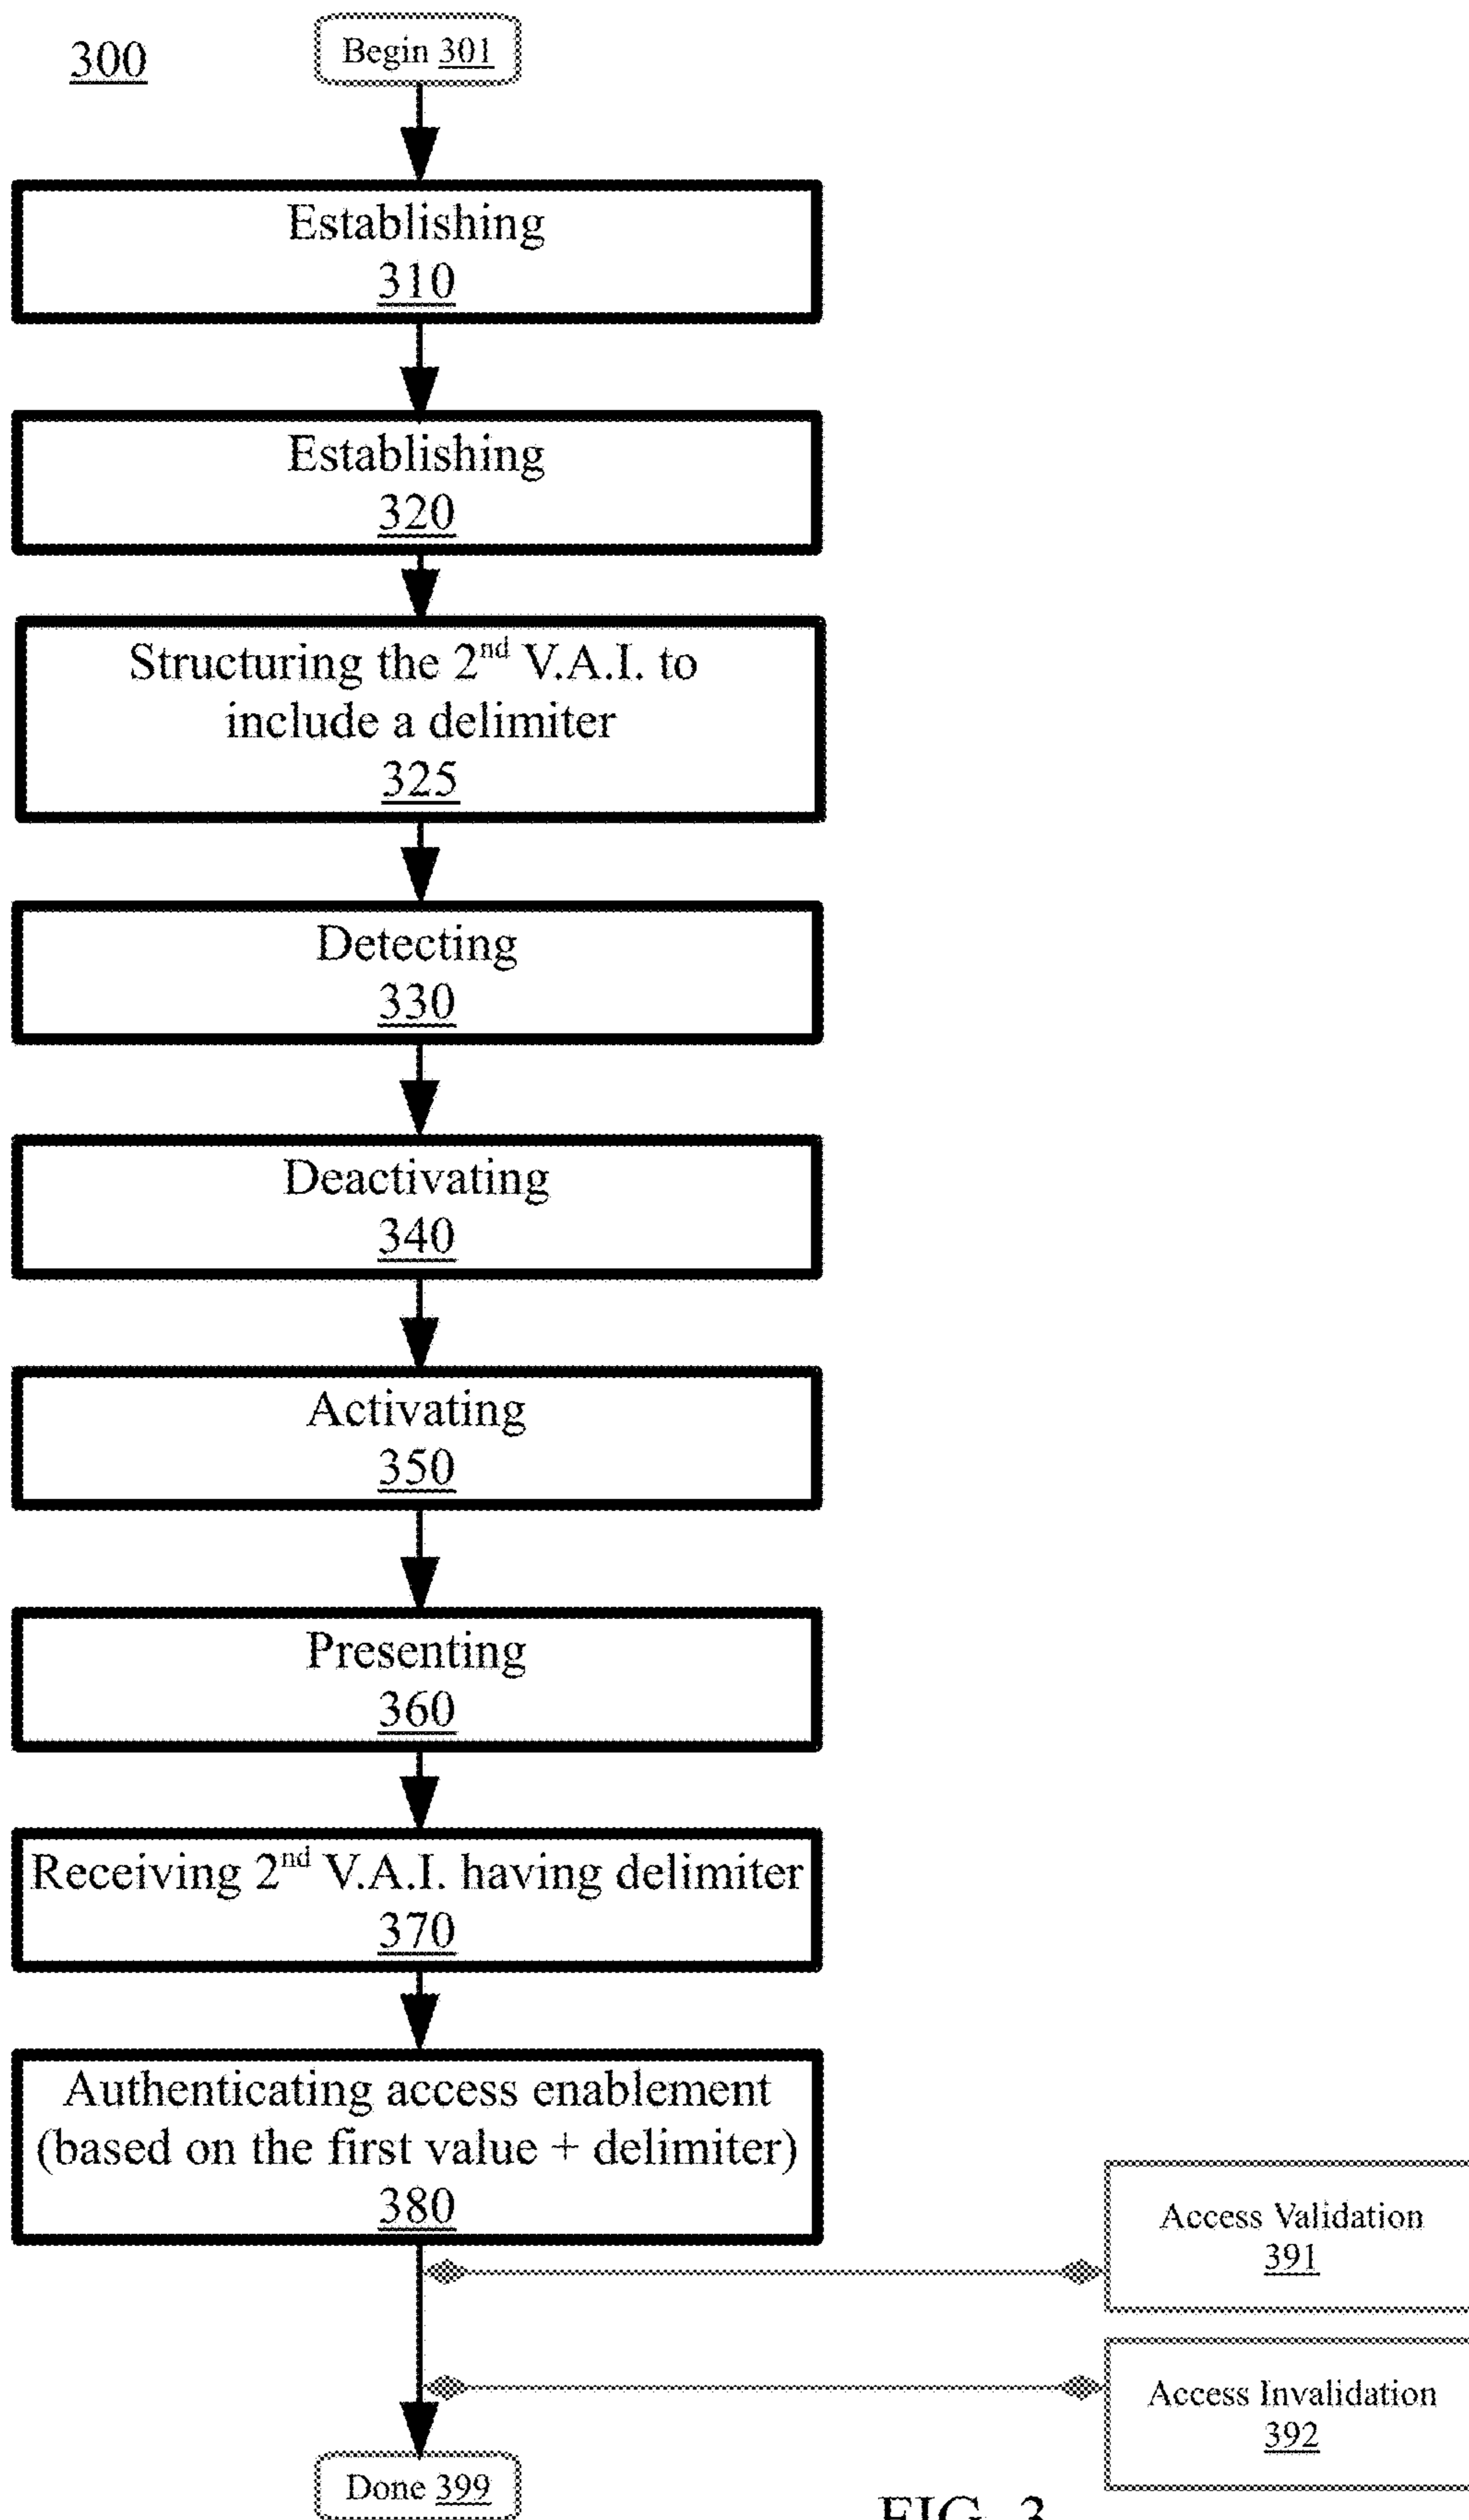 300
Begin 301
Establishing
310
Establishing
320
Structuring the 2nd V.A.I. to
include a delimiter
325
Detecting
330
Deactivating
340
Activating
350
Presenting
360
Receiving 2nd V.A.I. having delimiter
370
Authenticating access enablement
(based on the first value + delimiter)
380
Access Validation
391
Access Invalidation
392
Done 399
FIG. 3